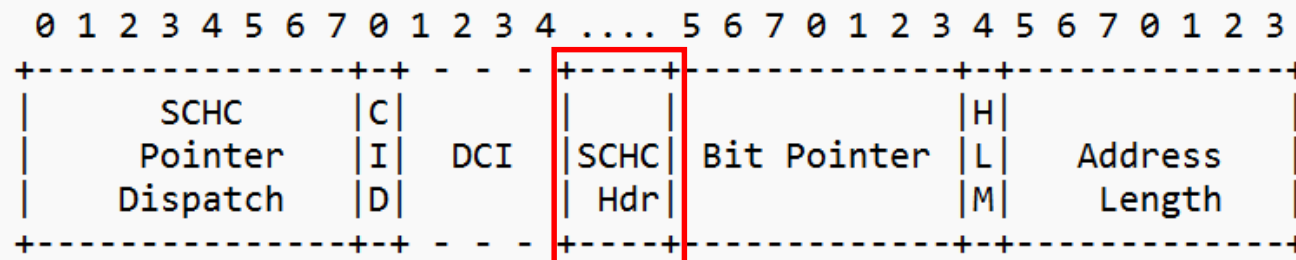 0 1 2 3 4 5 6 7 0 1 2 3 4 .... 5 6 7 0 1 2 3 4 5 6 7 0 1 2 3
+---------------+-+ - - - +----+-------------+-+-------------+
|      SCHC     |C|       |    |             |H|             |
|     Pointer   |I|  DCI  |SCHC| Bit Pointer |L|   Address   |
|    Dispatch   |D|       | Hdr|             |M|    Length   |
+---------------+-+ - - - +----+-------------+-+-------------+